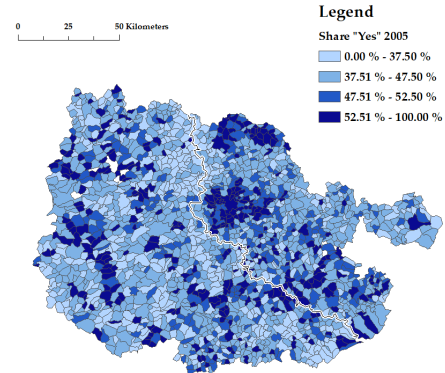 Legend
0 25 50 Kilometers
Share "Yes" 2005
0.00 % - 37.50 %
37.51 % - 47.50 %
47.51 % - 52.50 %
52.51 % - 100.00 %